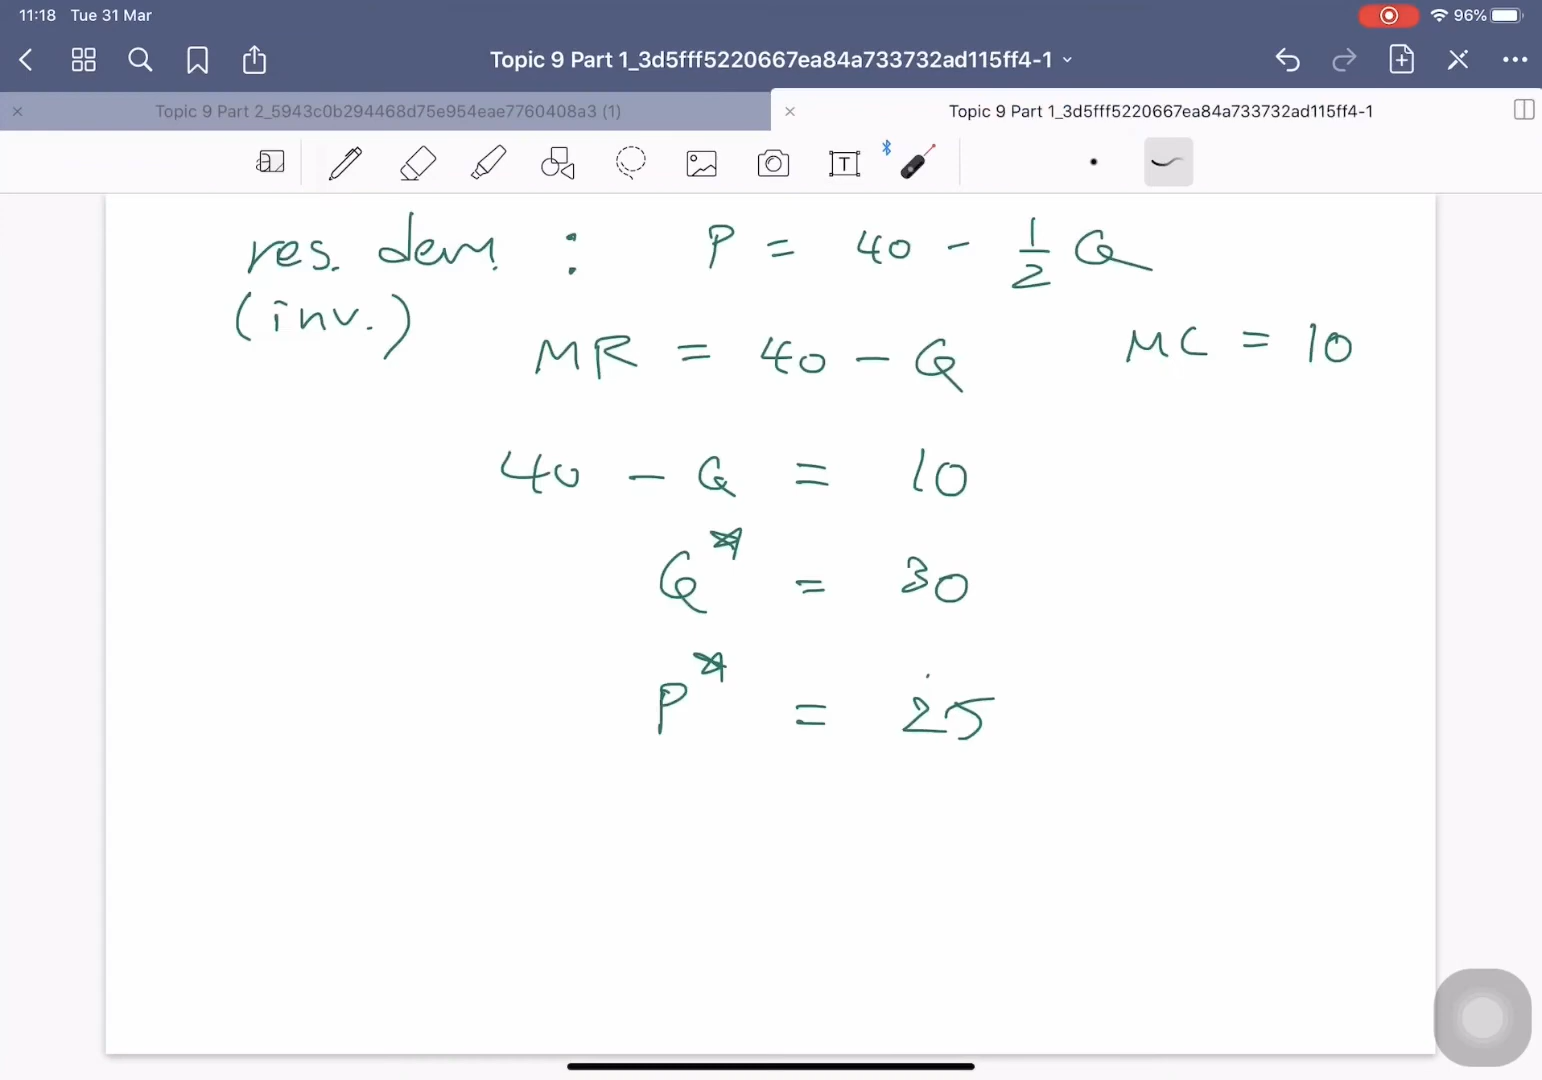 11:18 Tue 31 Mar
96%
Topic 9 Part 1_3d5fff5220667ea84a733732ad115ff4-1
Topic 9 Part 2_5943c0b294468d75e954eae7760408a3 (1)
Topic 9 Part 1_3d5fff5220667ea84a733732ad115ff4-1
res. dem. : P = 40 - 1/2 Q
(inv.)
MR = 40 - Q MC = 10
40 - Q = 10
Q* = 30
P* = 25